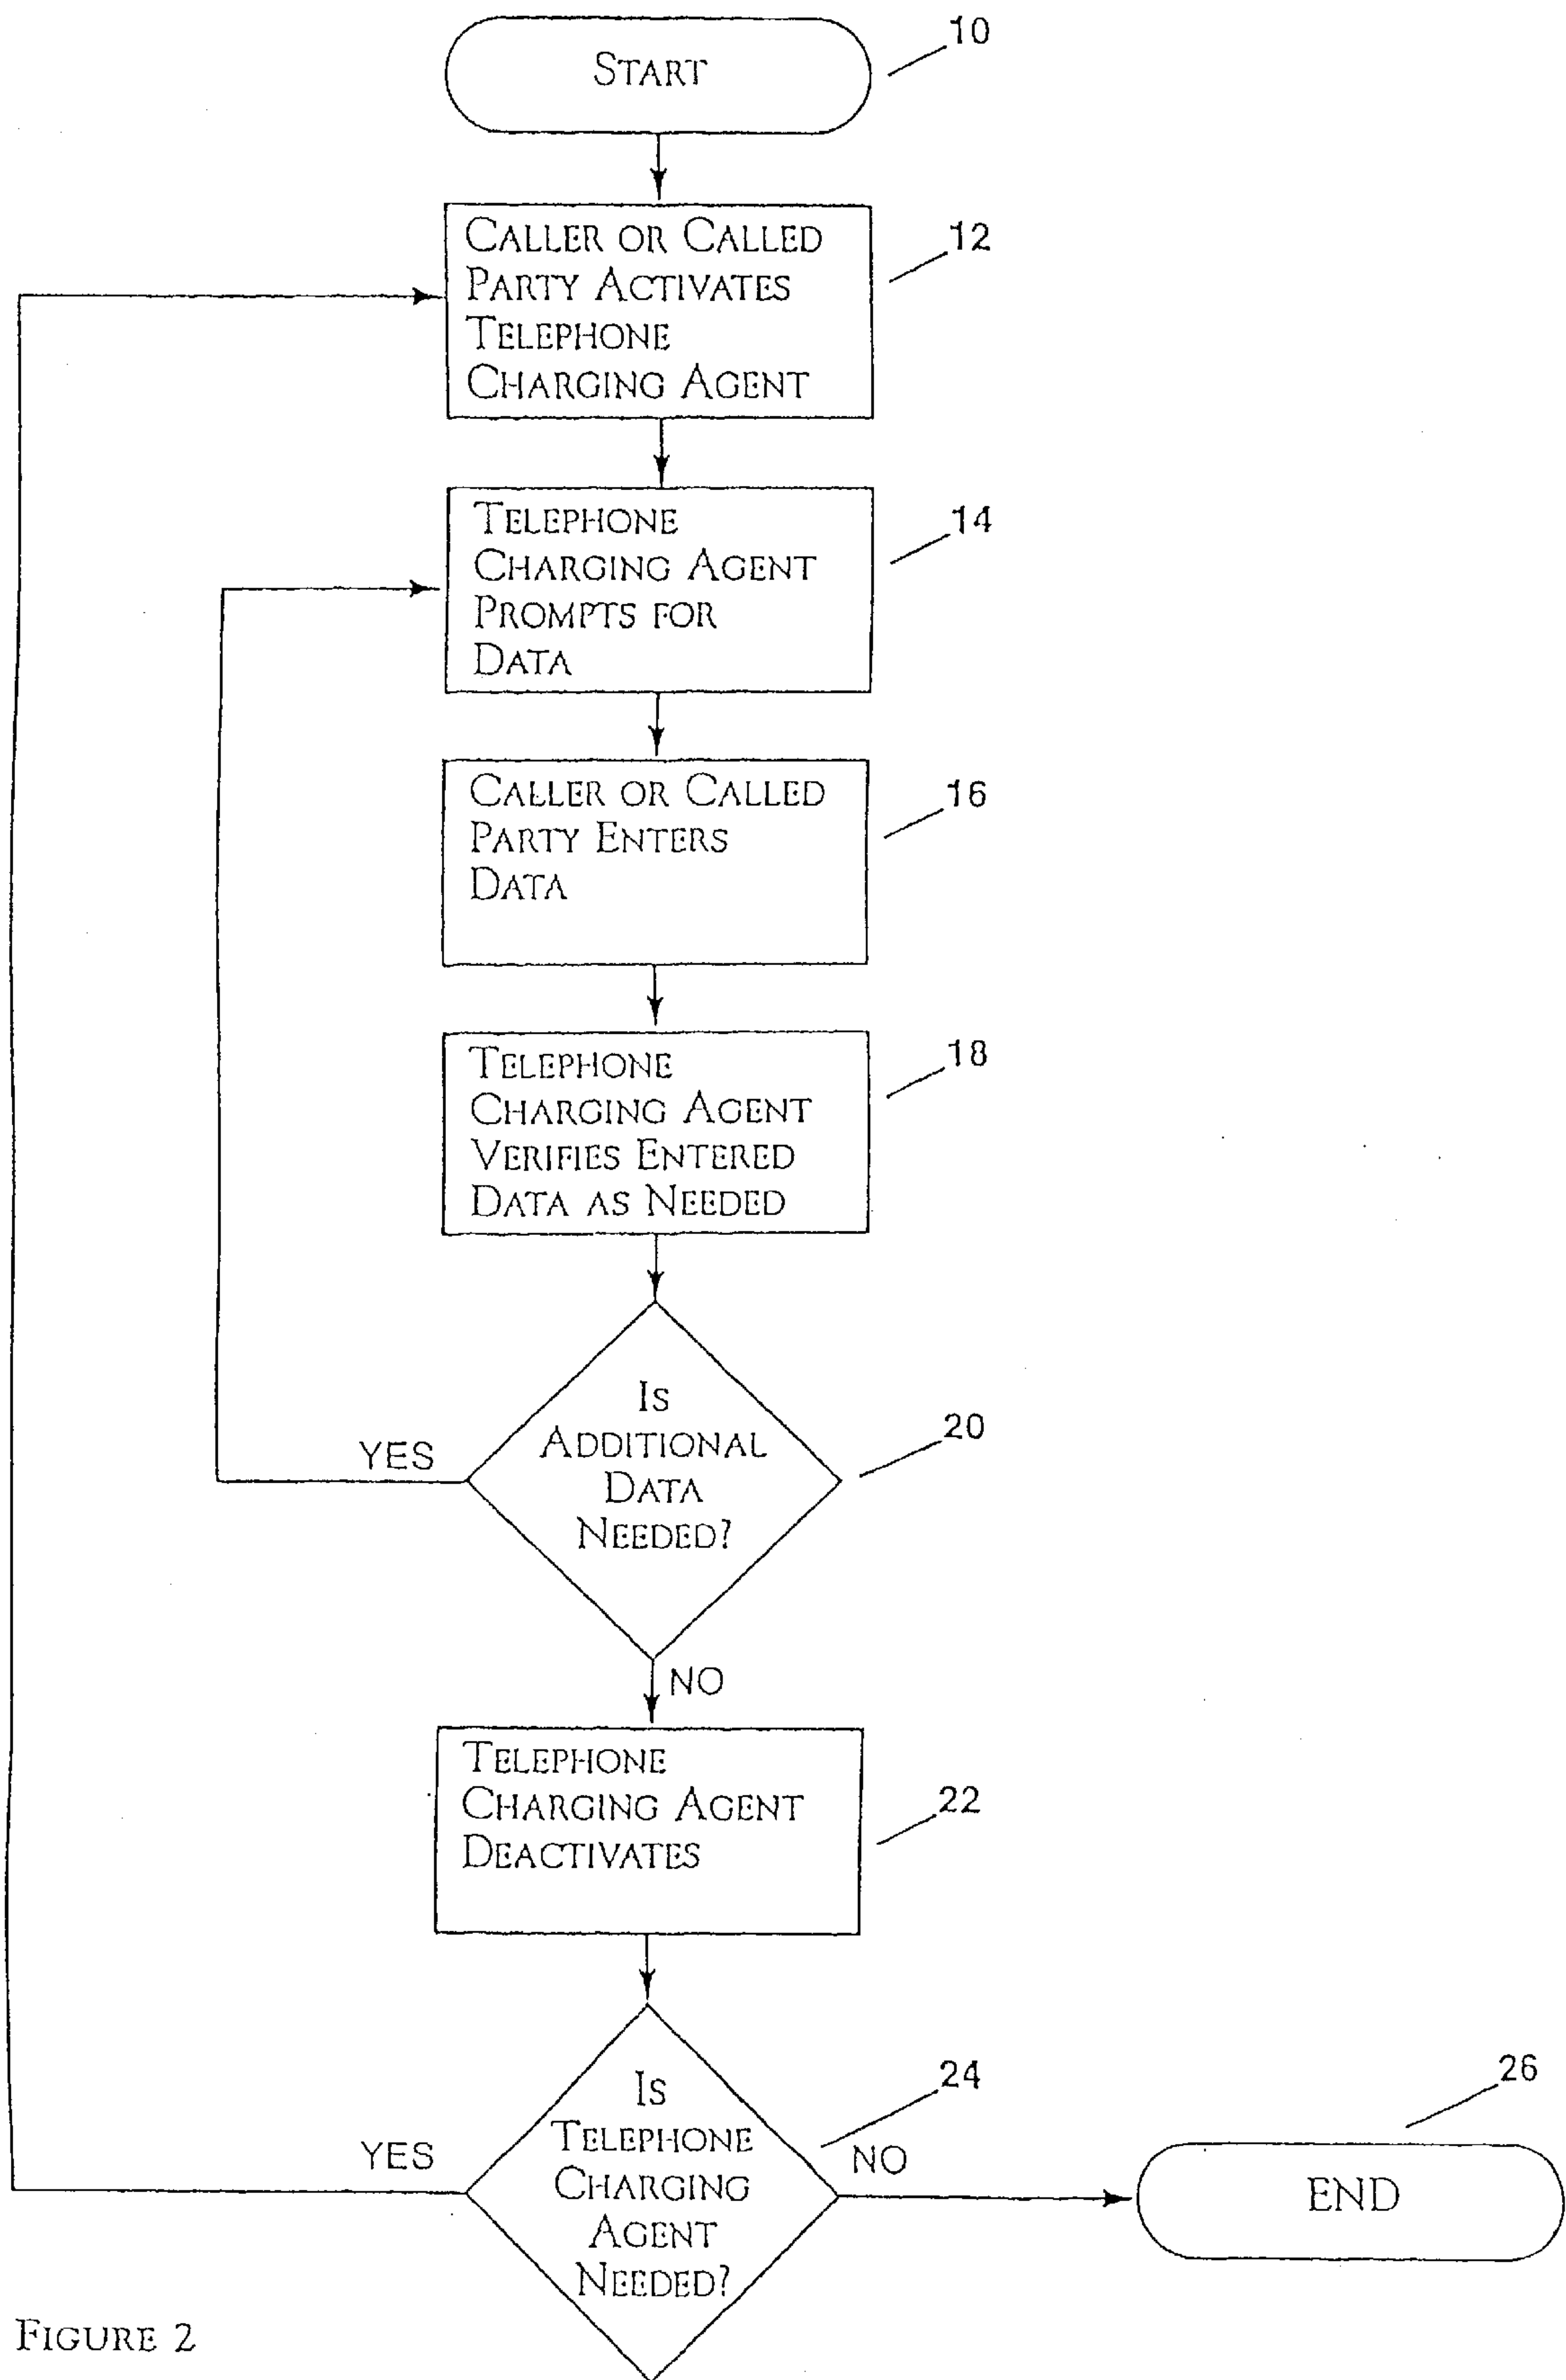 START
10
CALLER OR CALLED
PARTY ACTIVATES
TELEPHONE
CHARGING AGENT
12
TELEPHONE
CHARGING AGENT
PROMPTS FOR
DATA
14
CALLER OR CALLED
PARTY ENTERS
DATA
16
TELEPHONE
CHARGING AGENT
VERIFIES ENTERED
DATA AS NEEDED
18
IS
ADDITIONAL
DATA
NEEDED?
20
YES
NO
TELEPHONE
CHARGING AGENT
DEACTIVATES
22
IS
TELEPHONE
CHARGING
AGENT
NEEDED?
24
YES
NO
26
END
FIGURE 2